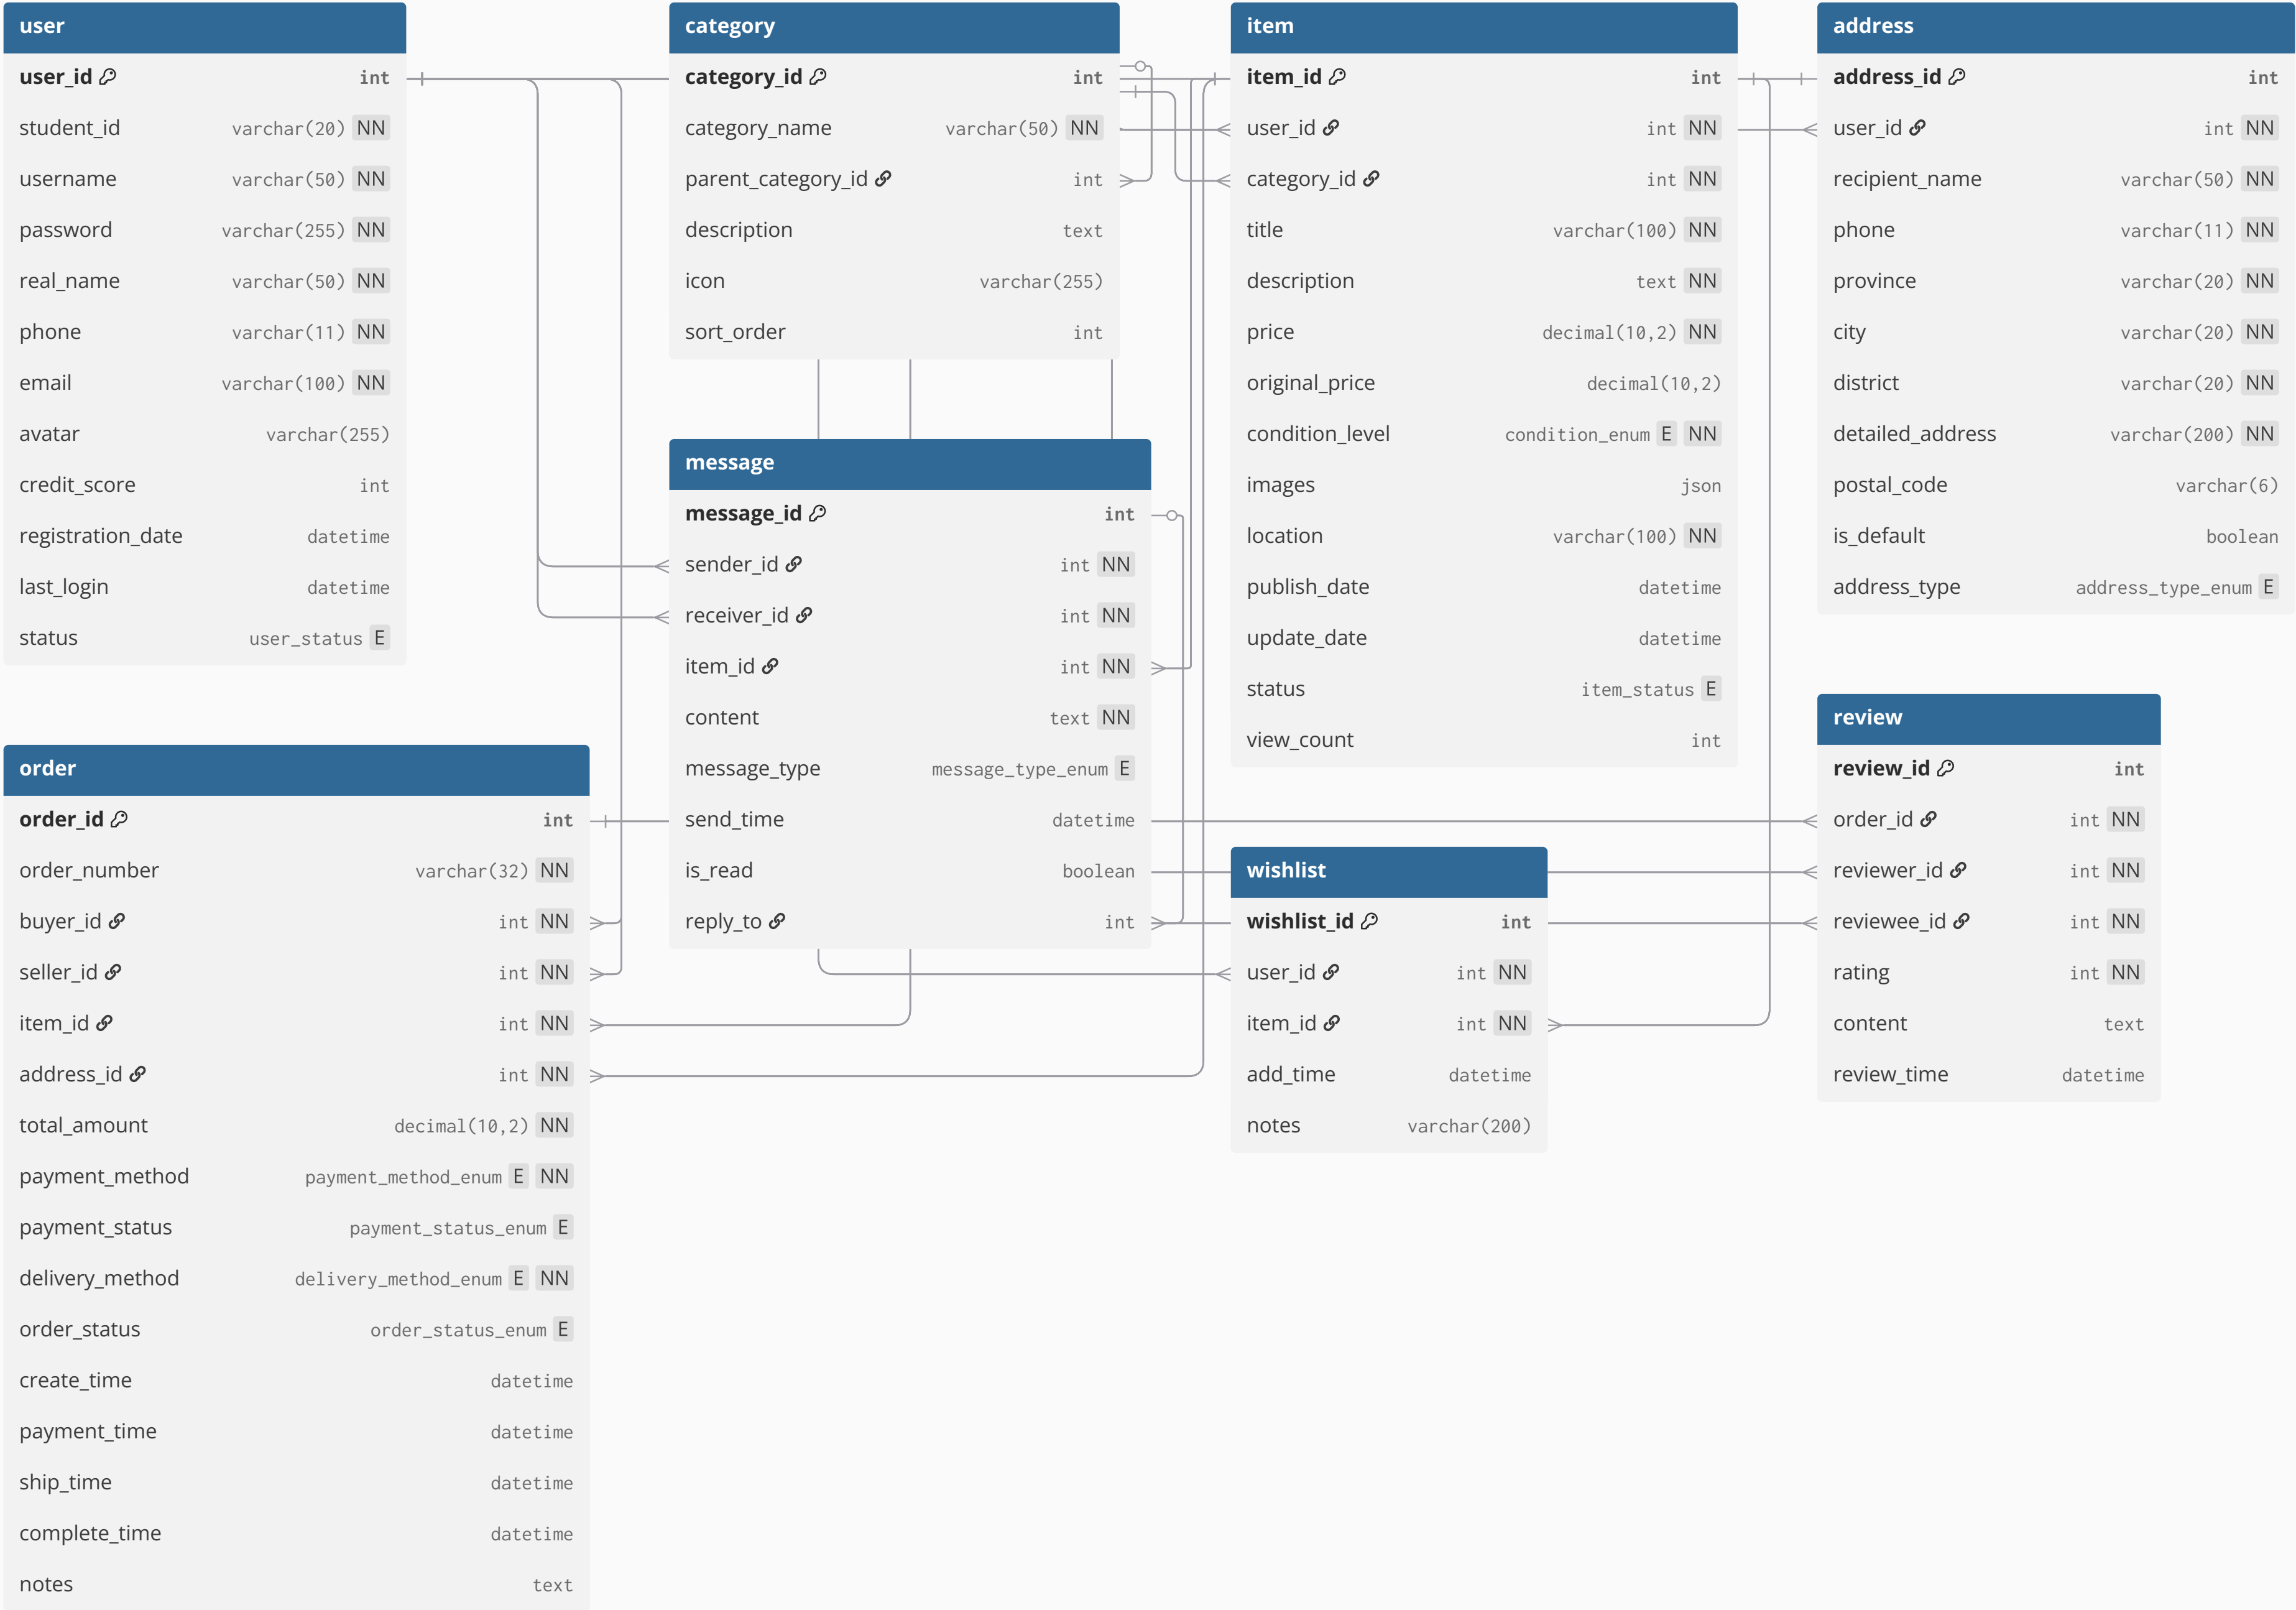 user
user_id int
student_id varchar(20) NN
username varchar(50) NN
password varchar(255) NN
real_name varchar(50) NN
phone varchar(11) NN
email varchar(100) NN
avatar varchar(255)
credit_score int
registration_date datetime
last_login datetime
status user_status E
category
category_id int
category_name varchar(50) NN
parent_category_id int
description text
icon varchar(255)
sort_order int
item
item_id int
user_id int NN
category_id int NN
title varchar(100) NN
description text NN
price decimal(10,2) NN
original_price decimal(10,2)
condition_level condition_enum E NN
images json
location varchar(100) NN
publish_date datetime
update_date datetime
status item_status E
view_count int
address
address_id int
user_id int NN
recipient_name varchar(50) NN
phone varchar(11) NN
province varchar(20) NN
city varchar(20) NN
district varchar(20) NN
detailed_address varchar(200) NN
postal_code varchar(6)
is_default boolean
address_type address_type_enum E
message
message_id int
sender_id int NN
receiver_id int NN
item_id int NN
content text NN
message_type message_type_enum E
send_time datetime
is_read boolean
reply_to int
order
order_id int
order_number varchar(32) NN
buyer_id int NN
seller_id int NN
item_id int NN
address_id int NN
total_amount decimal(10,2) NN
payment_method payment_method_enum E NN
payment_status payment_status_enum E
delivery_method delivery_method_enum E NN
order_status order_status_enum E
create_time datetime
payment_time datetime
ship_time datetime
complete_time datetime
notes text
wishlist
wishlist_id int
user_id int NN
item_id int NN
add_time datetime
notes varchar(200)
review
review_id int
order_id int NN
reviewer_id int NN
reviewee_id int NN
rating int NN
content text
review_time datetime